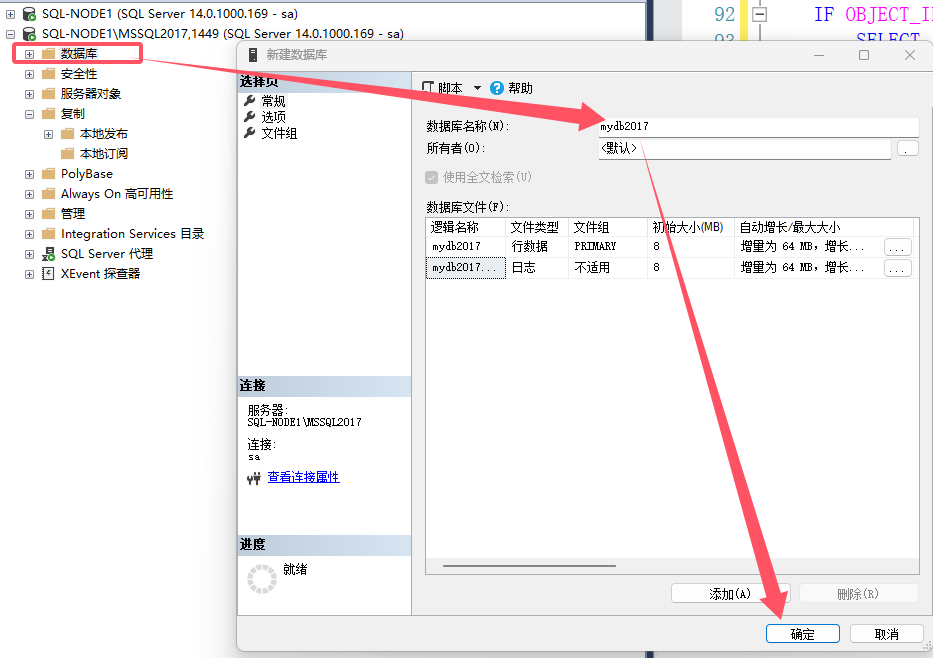 SQL-NODE1 (SQL Server 14.0.1000.169 - sa)
SQL-NODE1\MSSQL2017,1449 (SQL Server 14.0.1000.169 - sa)
数据库
安全性
服务器对象
复制
本地发布
本地订阅
PolyBase
Always On 高可用性
管理
Integration Services 目录
SQL Server 代理
XEvent 探查器
92
IF OBJECT_I
SELECT
新建数据库
选择页
常规
选项
文件组
脚本
帮助
数据库名称(N):
mydb2017
所有者(O):
<默认>
...
使用全文检索(U)
数据库文件(F):
逻辑名称 文件类型 文件组 初始大小(MB) 自动增长/最大大小
mydb2017 行数据 PRIMARY 8 增量为 64 MB，增长... ...
mydb2017... 日志 不适用 8 增量为 64 MB，增长... ...
连接
服务器:
SQL-NODE1\MSSQL2017
连接:
sa
查看连接属性
进度
就绪
添加(A)
删除(R)
确定
取消